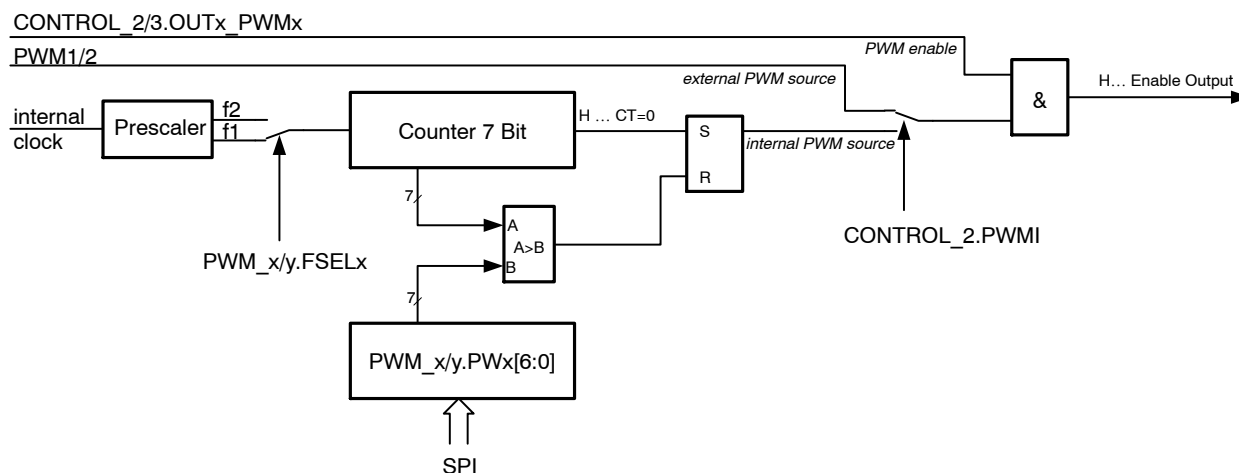 CONTROL_2/3.OUTx_PWMx
PWM enable
PWM1/2
external PWM source
H… Enable Output
&
internal
clock
Prescaler
f2
f1
Counter 7 Bit
H … CT=0
S
R
internal PWM source
7
A
A>B
B
PWM_x/y.FSELx
CONTROL_2.PWMI
7
PWM_x/y.PWx[6:0]
SPI